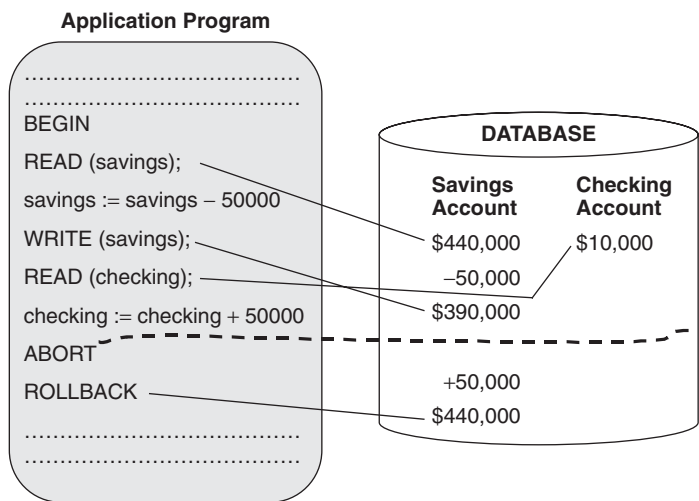 Application Program
..........................................
..........................................
BEGIN
READ (savings);
savings := savings – 50000
WRITE (savings);
READ (checking);
checking := checking + 50000
ABORT
ROLLBACK
..........................................
..........................................
DATABASE
Savings
Account
$440,000
–50,000
$390,000
+50,000
$440,000
Checking
Account
$10,000